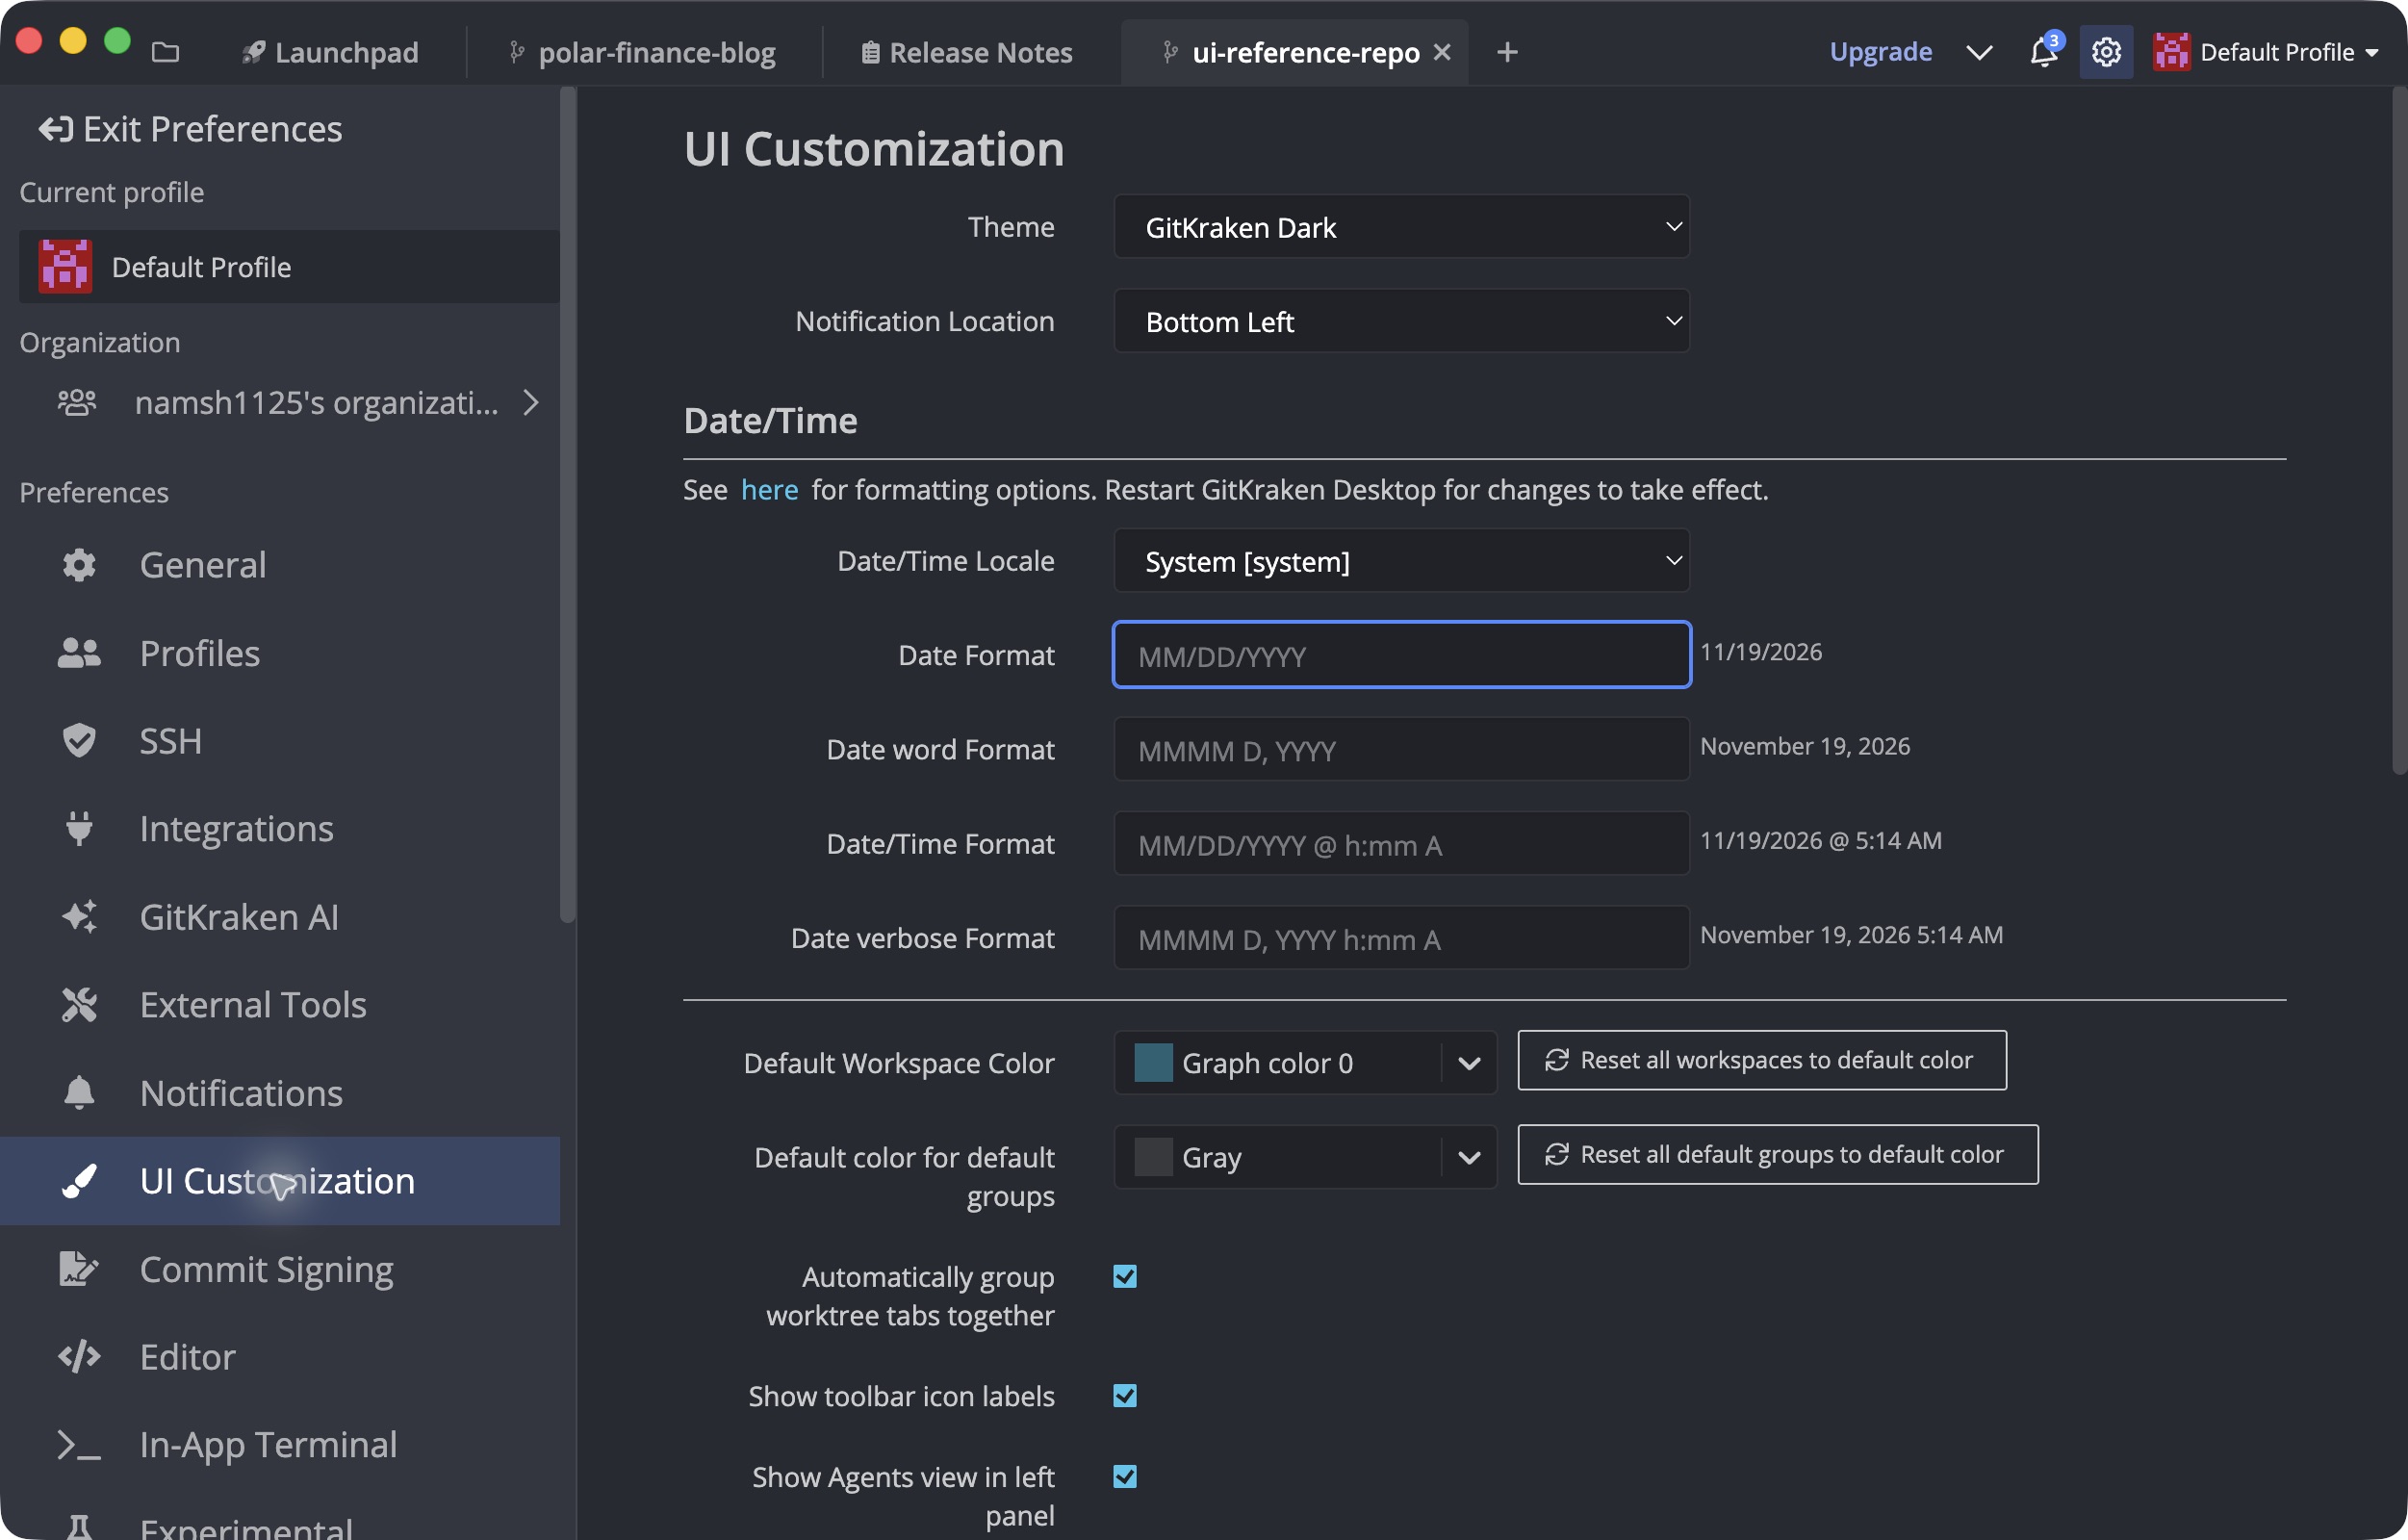 Launchpad
polar-finance-blog
Release Notes
ui-reference-repo
Upgrade
3
Default Profile
Exit Preferences
Current profile
Default Profile
Organization
namsh1125's organizati...
Preferences
General
Profiles
SSH
Integrations
GitKraken AI
External Tools
Notifications
UI Customization
Commit Signing
Editor
In-App Terminal
Experimental
UI Customization
Theme
GitKraken Dark
Notification Location
Bottom Left
Date/Time
See here for formatting options. Restart GitKraken Desktop for changes to take effect.
Date/Time Locale
System [system]
Date Format
MM/DD/YYYY
11/19/2026
Date word Format
MMMM D, YYYY
November 19, 2026
Date/Time Format
MM/DD/YYYY @ h:mm A
11/19/2026 @ 5:14 AM
Date verbose Format
MMMM D, YYYY h:mm A
November 19, 2026 5:14 AM
Default Workspace Color
Graph color 0
Reset all workspaces to default color
Default color for default
groups
Gray
Reset all default groups to default color
Automatically group
worktree tabs together
Show toolbar icon labels
Show Agents view in left
panel